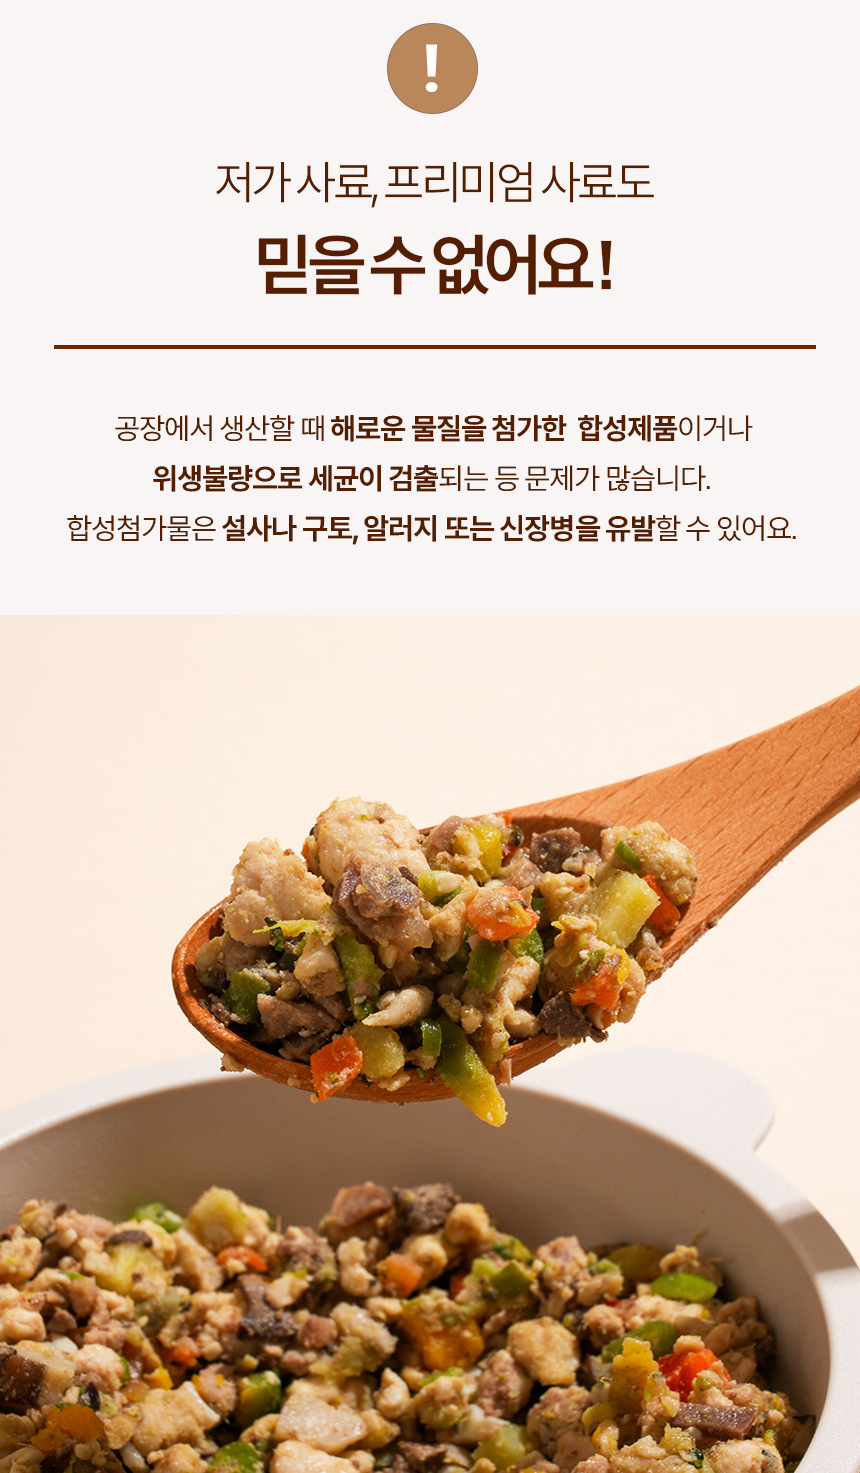 !
저가 사료, 프리미엄 사료도
믿을 수 없어요!
공장에서 생산할 때 해로운 물질을 첨가한 합성제품이거나
위생불량으로 세균이 검출되는 등 문제가 많습니다.
합성첨가물은 설사나 구토, 알러지 또는 신장병을 유발할 수 있어요.